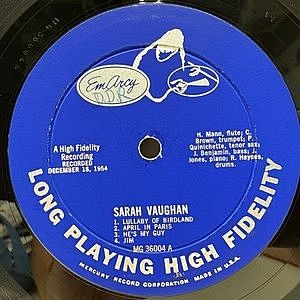 EmArcy
DDR
A High Fidelity
Recording
RECORDED
DECEMBER 18, 1954
H. Mann, flute; C.
Brown, trumpet; P.
Quinichette, tenor sax;
J. Benjamin, bass; J.
Jones, piano; R. Haynes,
drums.
SARAH VAUGHAN
1. LULLABY OF BIRDLAND
2. APRIL IN PARIS
3. HE'S MY GUY
4. JIM
MG 36004 A
LONG PLAYING HIGH FIDELITY
MERCURY RECORD CORPORATION MADE IN U.S.A.